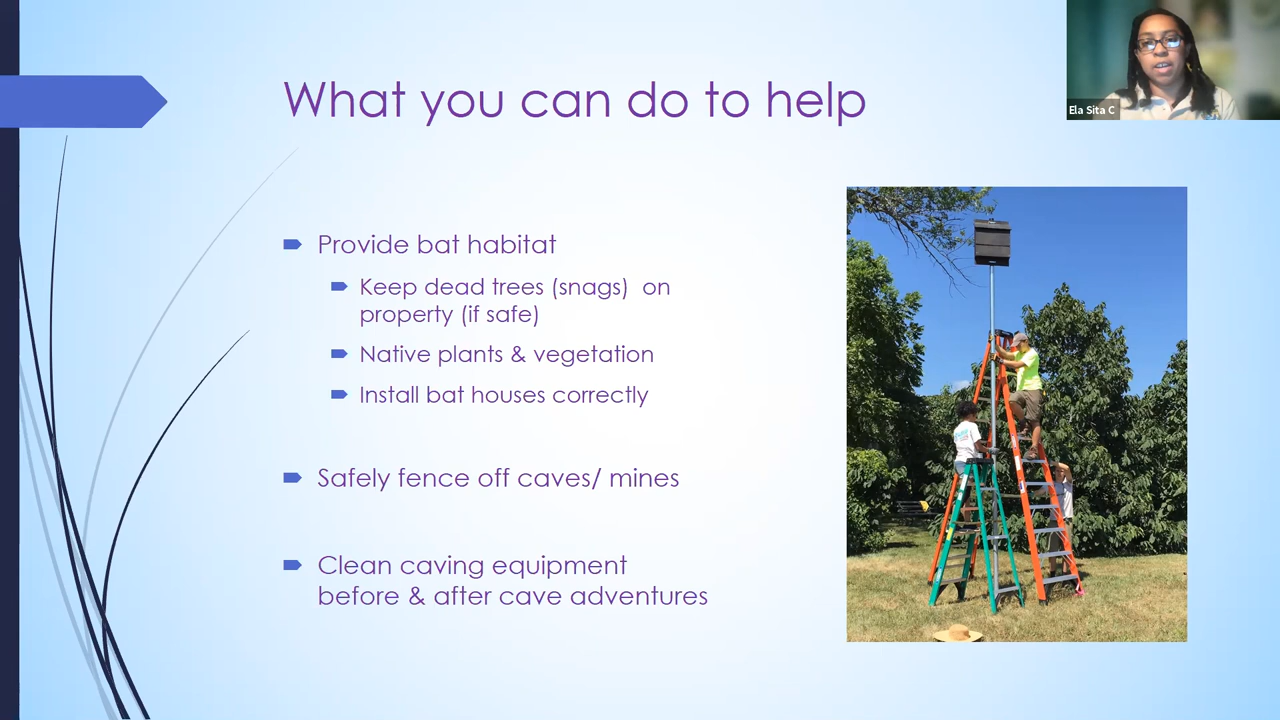 Ela Sita C
What you can do to help
Provide bat habitat
Keep dead trees (snags) on
property (if safe)
Native plants & vegetation
Install bat houses correctly
Safely fence off caves/ mines
Clean caving equipment
before & after cave adventures